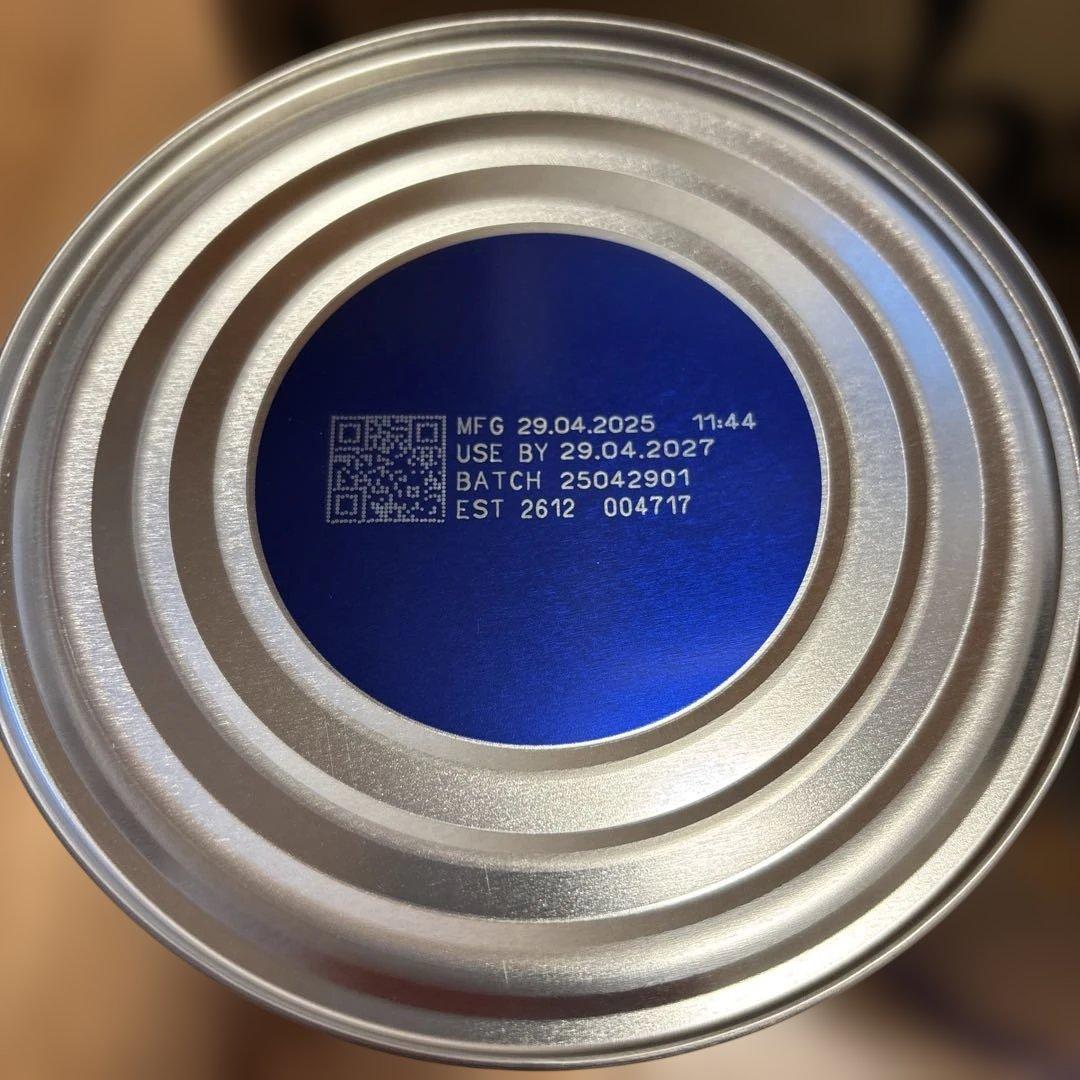 MFG 29.04.2025 11:44
USE BY 29.04.2027
BATCH 25042901
EST 2612 004717